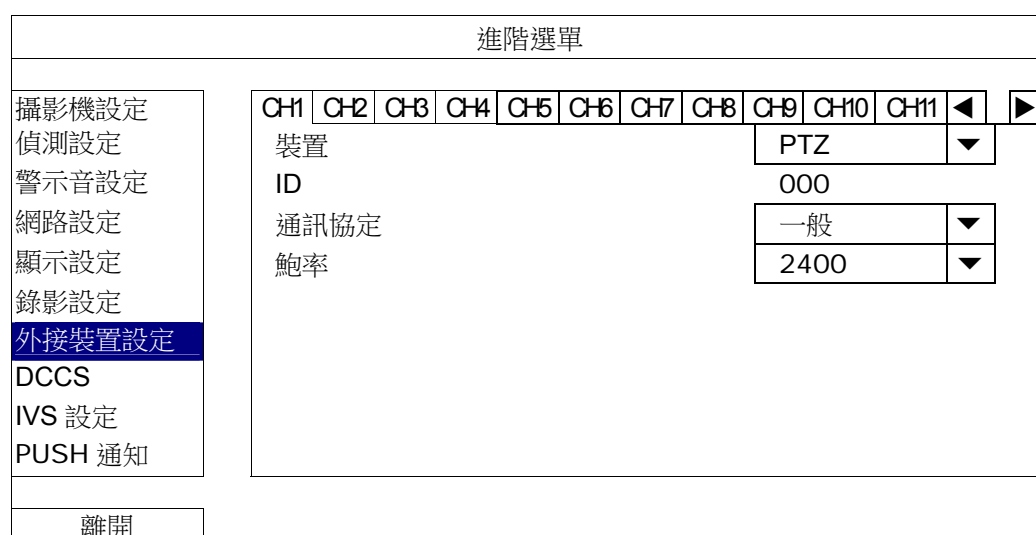 進階選單
攝影機設定
偵測設定
警示音設定
網路設定
顯示設定
錄影設定
外接裝置設定
DCCS
IVS 設定
PUSH 通知
離開
CH1 CH2 CH3 CH4 CH5 CH6 CH7 CH8 CH9 CH10 CH11 ◀ ▶
裝置 PTZ ▼
ID 000
通訊協定 一般 ▼
鮑率 2400 ▼